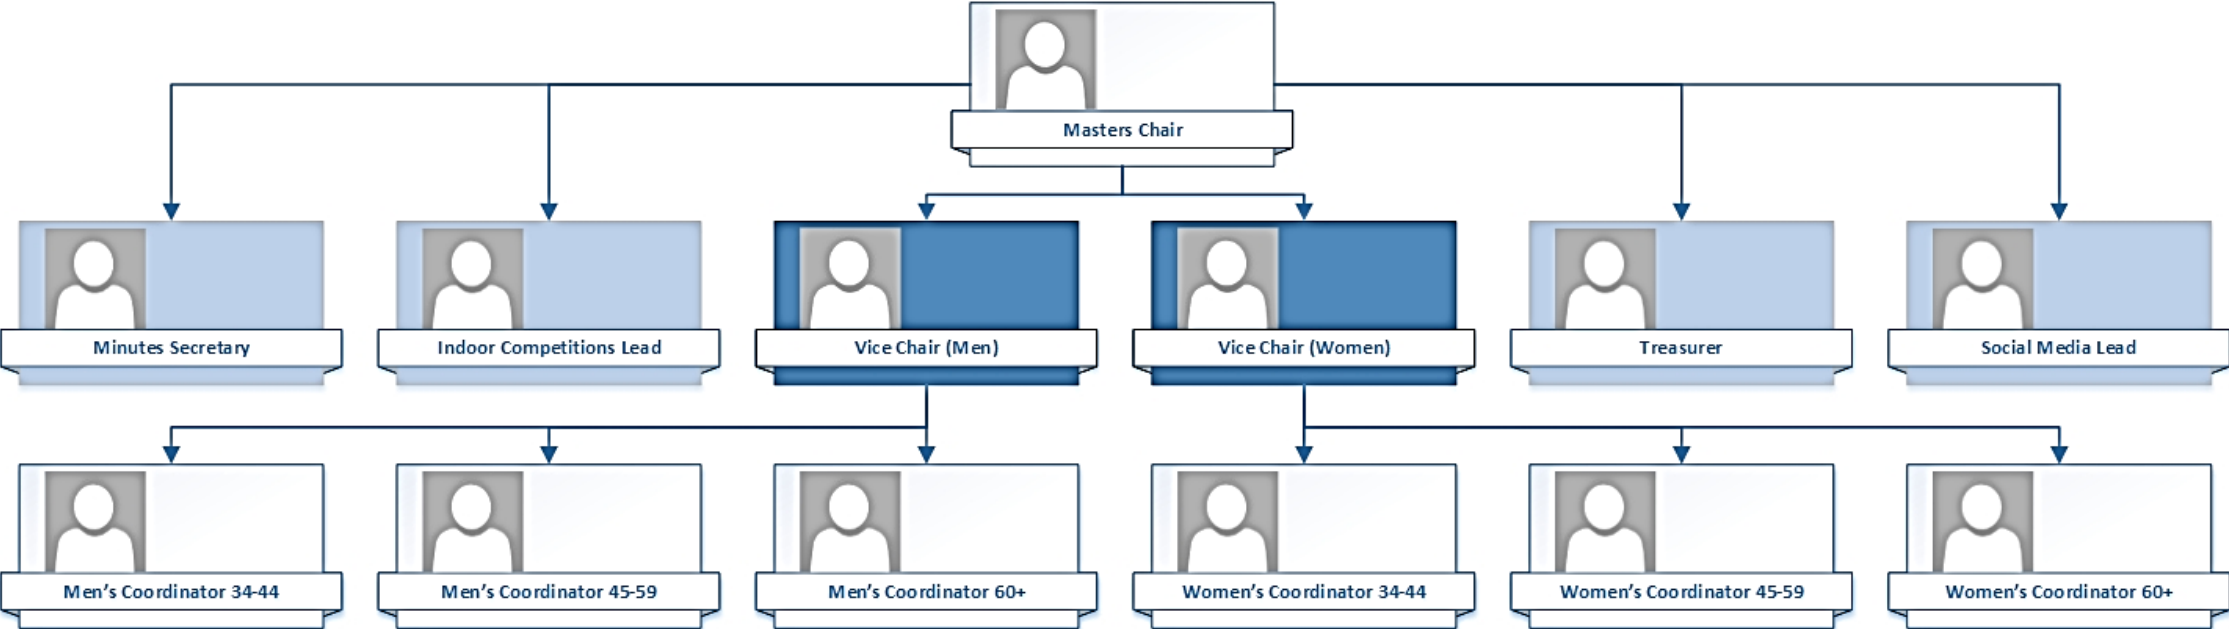 Masters Chair
Minutes Secretary
Indoor Competitions Lead
Vice Chair (Men)
Vice Chair (Women)
Treasurer
Social Media Lead
Men’s Coordinator 34-44
Men’s Coordinator 45-59
Men’s Coordinator 60+
Women’s Coordinator 34-44
Women’s Coordinator 45-59
Women’s Coordinator 60+